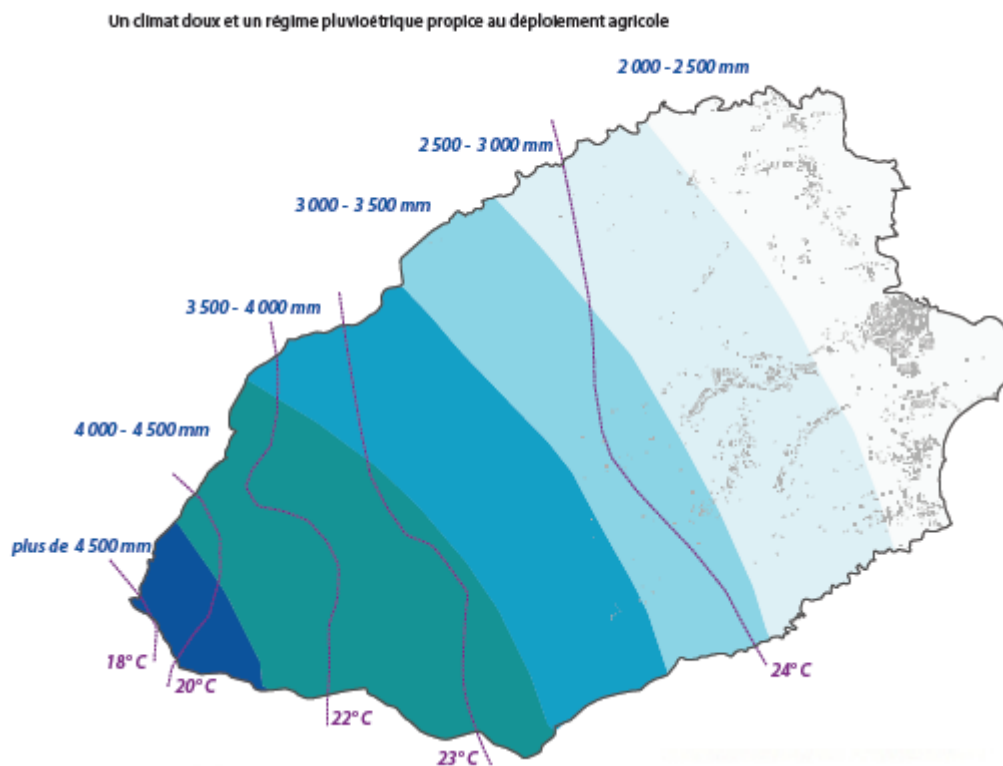 Un climat doux et un régime pluvioétrique propice au déploiement agricole
2 000 - 2 500 mm
2 500 - 3 000 mm
3 000 - 3 500 mm
3 500 - 4 000 mm
4 000 - 4 500 mm
plus de 4 500 mm
18° C
20° C
22° C
23° C
24° C